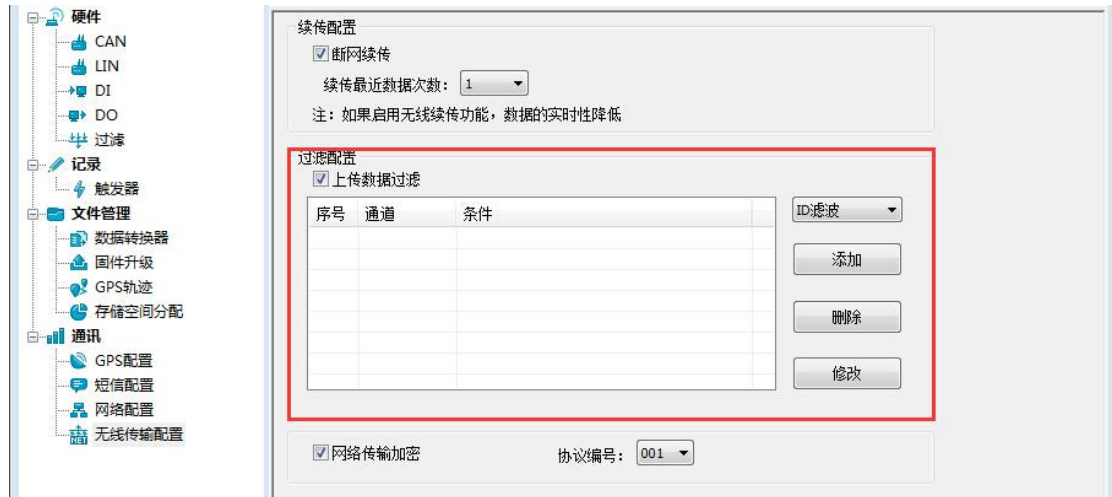 硬件
CAN
LIN
DI
DO
过滤
记录
触发器
文件管理
数据转换器
固件升级
GPS轨迹
存储空间分配
通讯
GPS配置
短信配置
网络配置
无线传输配置
续传配置
断网续传
续传最近数据次数： 1
注：如果启用无线续传功能，数据的实时性降低
过滤配置
上传数据过滤
序号 通道 条件
ID滤波
添加
删除
修改
网络传输加密 协议编号： 001